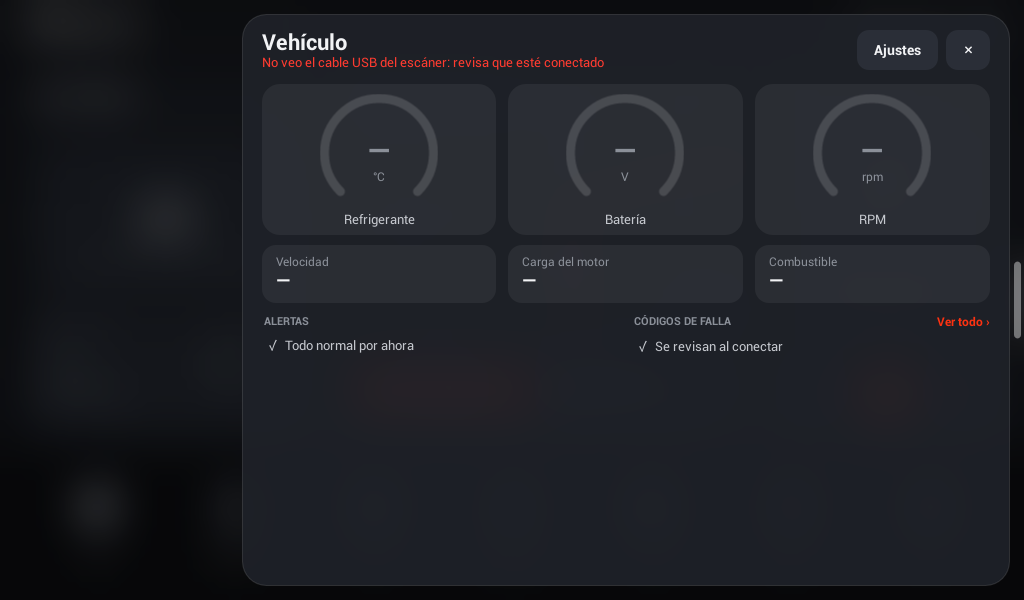 Vehículo
No veo el cable USB del escáner: revisa que esté conectado
Ajustes
×
—
°C
Refrigerante
—
V
Batería
—
rpm
RPM
Velocidad
—
Carga del motor
—
Combustible
—
ALERTAS
✓ Todo normal por ahora
CÓDIGOS DE FALLA
Ver todo ›
✓ Se revisan al conectar